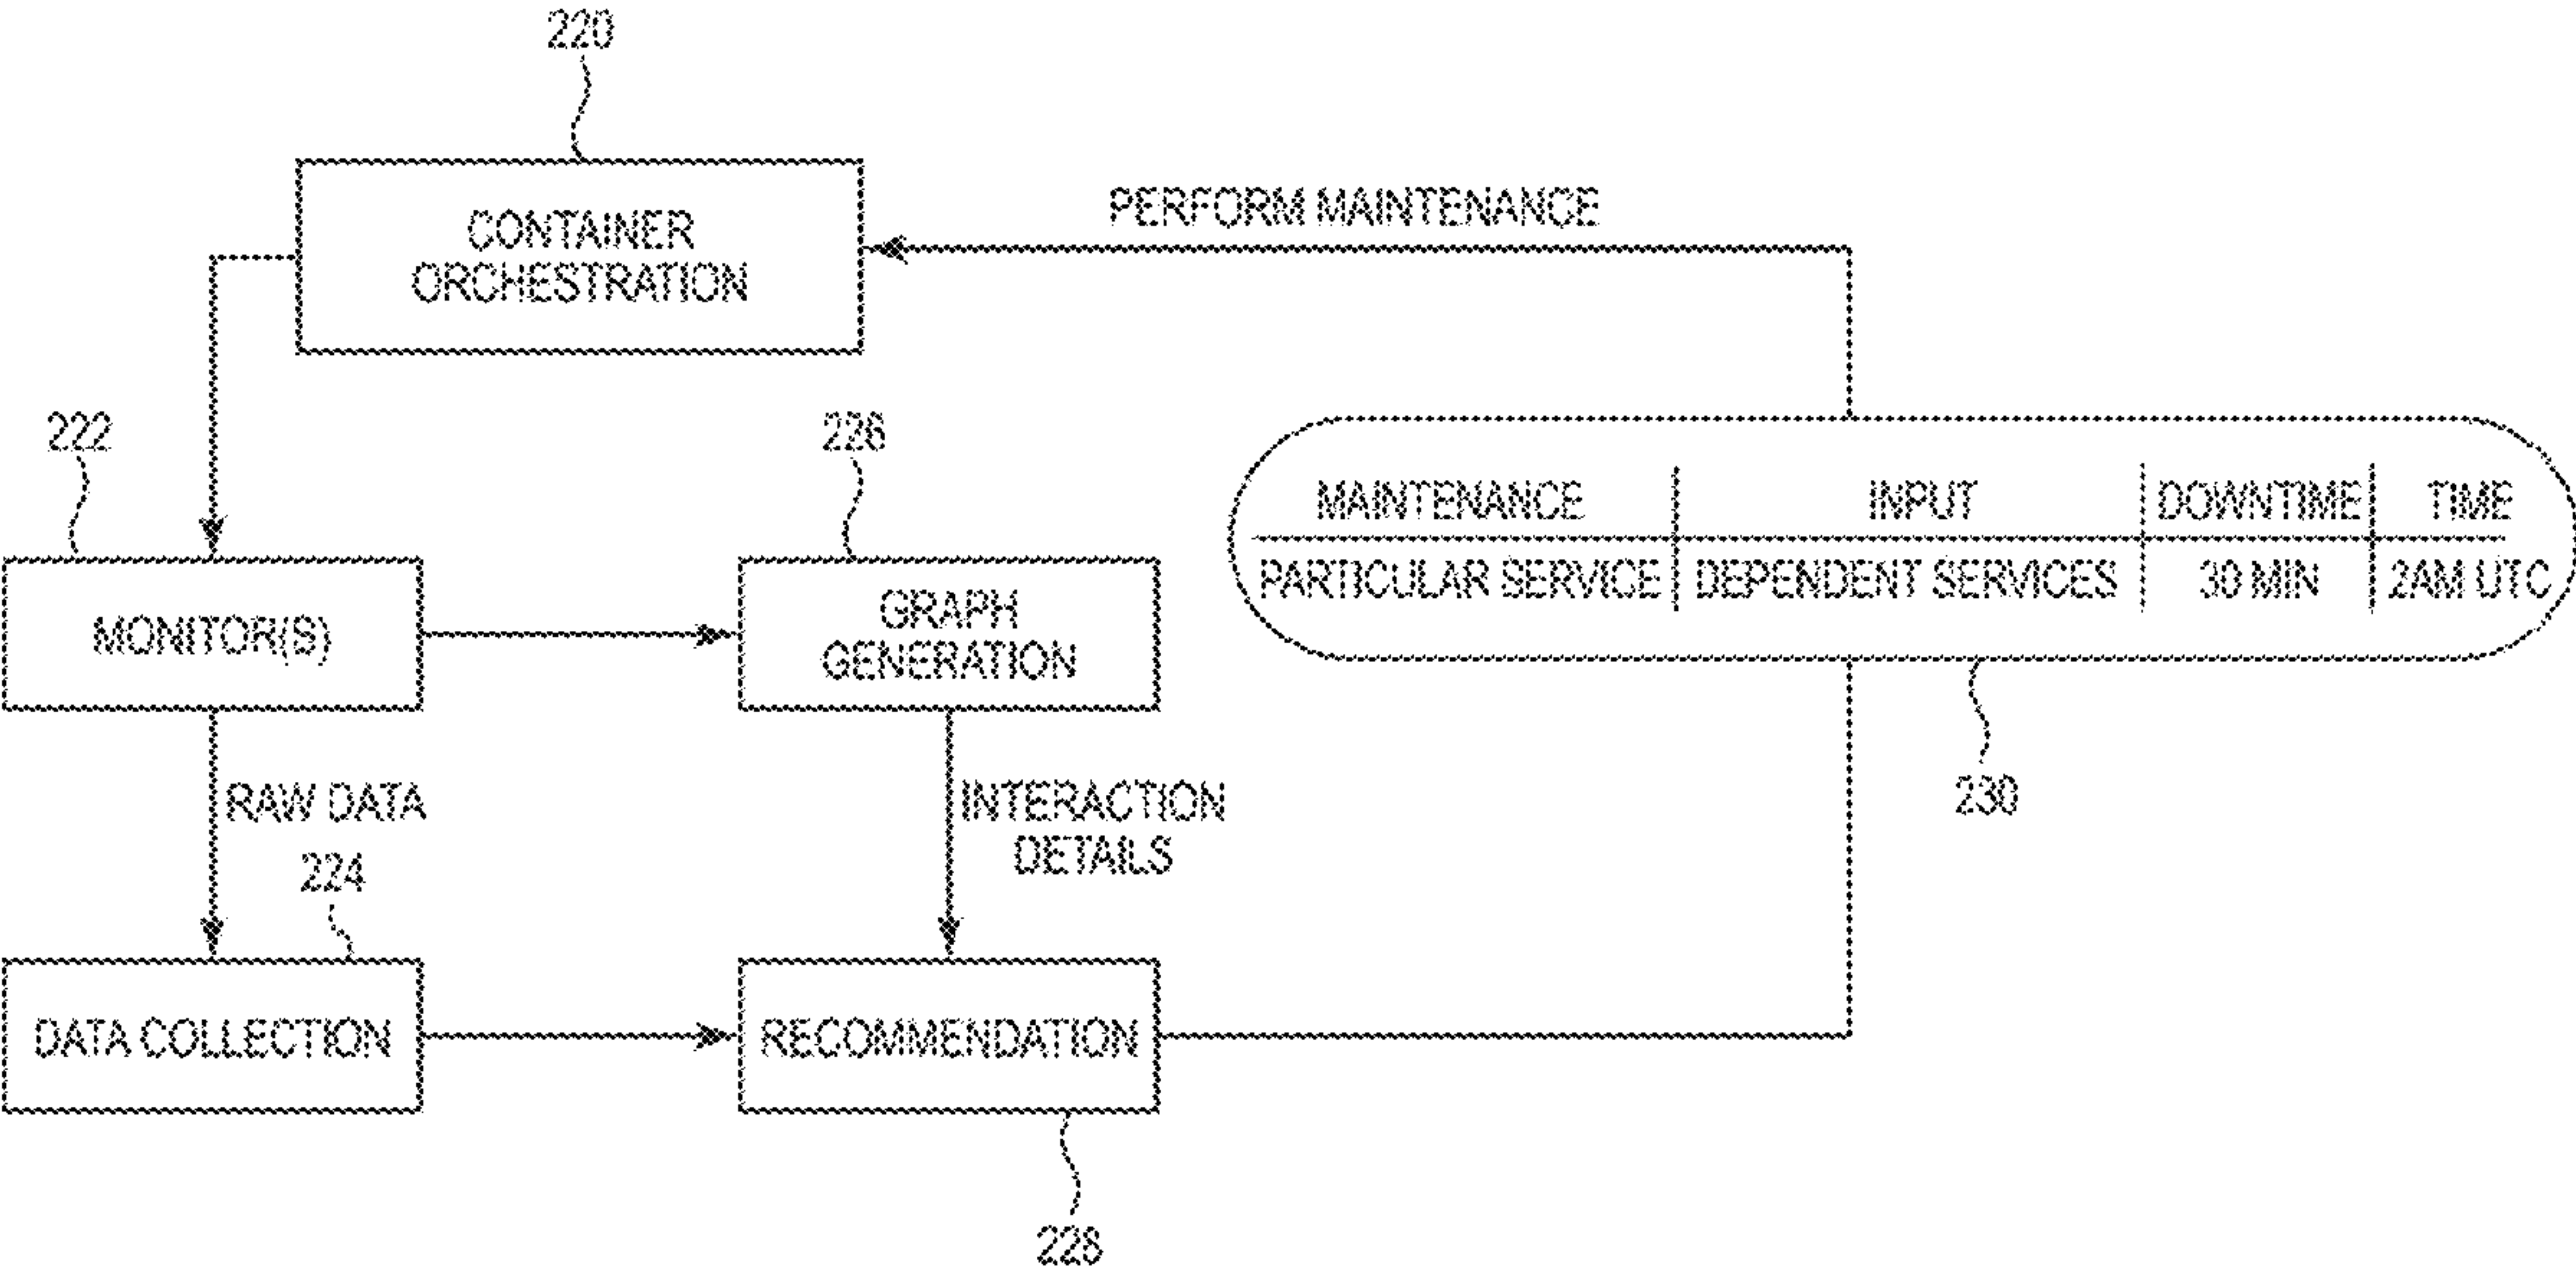 220
CONTAINER
ORCHESTRATION
PERFORM MAINTENANCE
222
226
MAINTENANCE INPUT DOWNTIME TIME
PARTICULAR SERVICE DEPENDENT SERVICES 30 MIN 2AM UTC
MONITOR(S)
GRAPH
GENERATION
230
RAW DATA
INTERACTION
DETAILS
224
DATA COLLECTION
RECOMMENDATION
228